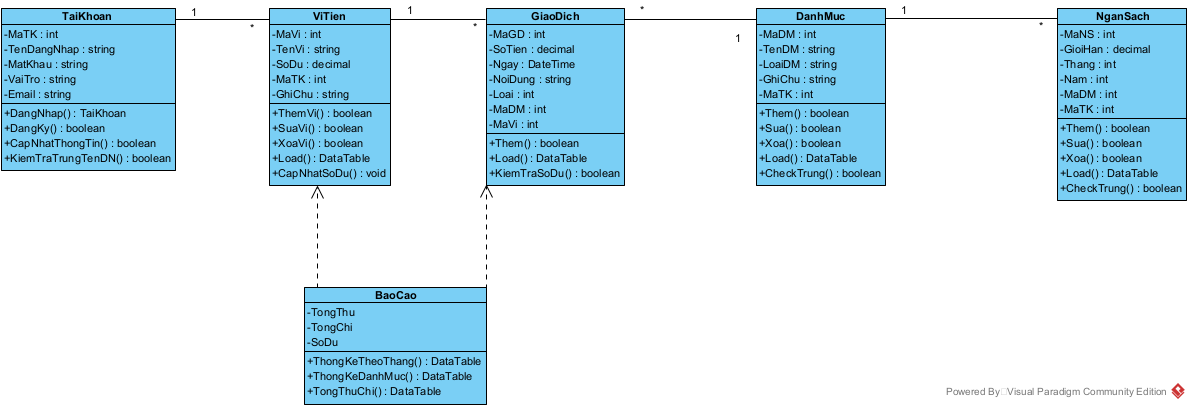 TaiKhoan
-MaTK : int
-TenDangNhap : string
-MatKhau : string
-VaiTro : string
-Email : string
+DangNhap() : TaiKhoan
+DangKy() : boolean
+CapNhatThongTin() : boolean
+KiemTraTrungTenDN() : boolean
1
*
ViTien
-MaVi : int
-TenVi : string
-SoDu : decimal
-MaTK : int
-GhiChu : string
+ThemVi() : boolean
+SuaVi() : boolean
+XoaVi() : boolean
+Load() : DataTable
+CapNhatSoDu() : void
1
*
GiaoDich
-MaGD : int
-SoTien : decimal
-Ngay : DateTime
-NoiDung : string
-Loai : int
-MaDM : int
-MaVi : int
+Them() : boolean
+Load() : DataTable
+KiemTraSoDu() : boolean
*
1
DanhMuc
-MaDM : int
-TenDM : string
-LoaiDM : string
-GhiChu : string
-MaTK : int
+Them() : boolean
+Sua() : boolean
+Xoa() : boolean
+Load() : DataTable
+CheckTrung() : boolean
1
*
NganSach
-MaNS : int
-GioiHan : decimal
-Thang : int
-Nam : int
-MaDM : int
-MaTK : int
+Them() : boolean
+Sua() : boolean
+Xoa() : boolean
+Load() : DataTable
+CheckTrung() : boolean
BaoCao
-TongThu
-TongChi
-SoDu
+ThongKeTheoThang() : DataTable
+ThongKeDanhMuc() : DataTable
+TongThuChi() : DataTable
Powered By Visual Paradigm Community Edition